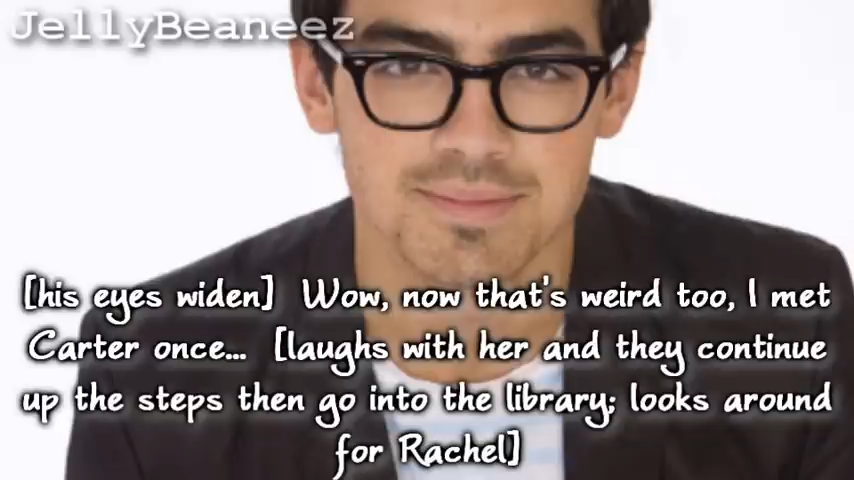 JellyBeaneez
[his eyes widen]  Wow, now that's weird too, I met
Carter once...  [laughs with her and they continue
up the steps then go into the library; looks around
for Rachel]